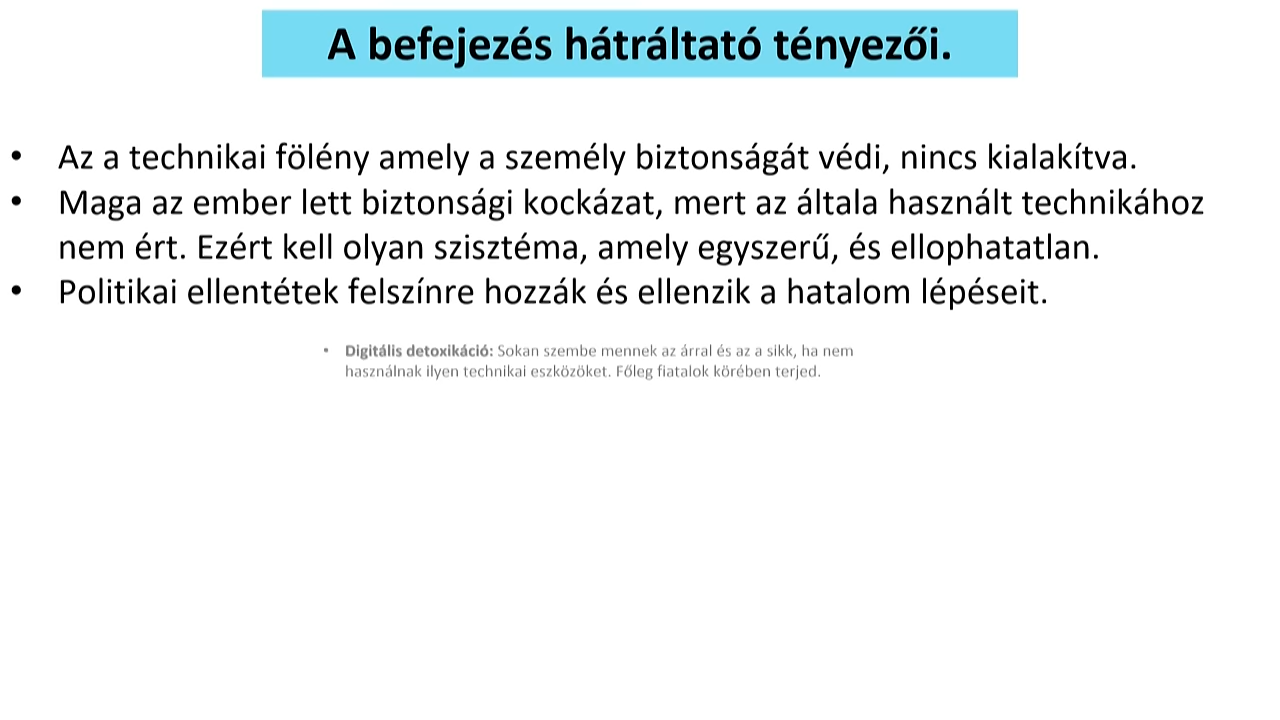 A befejezés hátráltató tényezői.
• Az a technikai fölény amely a személy biztonságát védi, nincs kialakítva.
• Maga az ember lett biztonsági kockázat, mert az általa használt technikához
nem ért. Ezért kell olyan szisztéma, amely egyszerű, és ellophatatlan.
• Politikai ellentétek felszínre hozzák és ellenzik a hatalom lépéseit.
• Digitális detoxikáció: Sokan szembe mennek az árral és az a sikk, ha nem
használnak ilyen technikai eszközöket. Főleg fiatalok körében terjed.